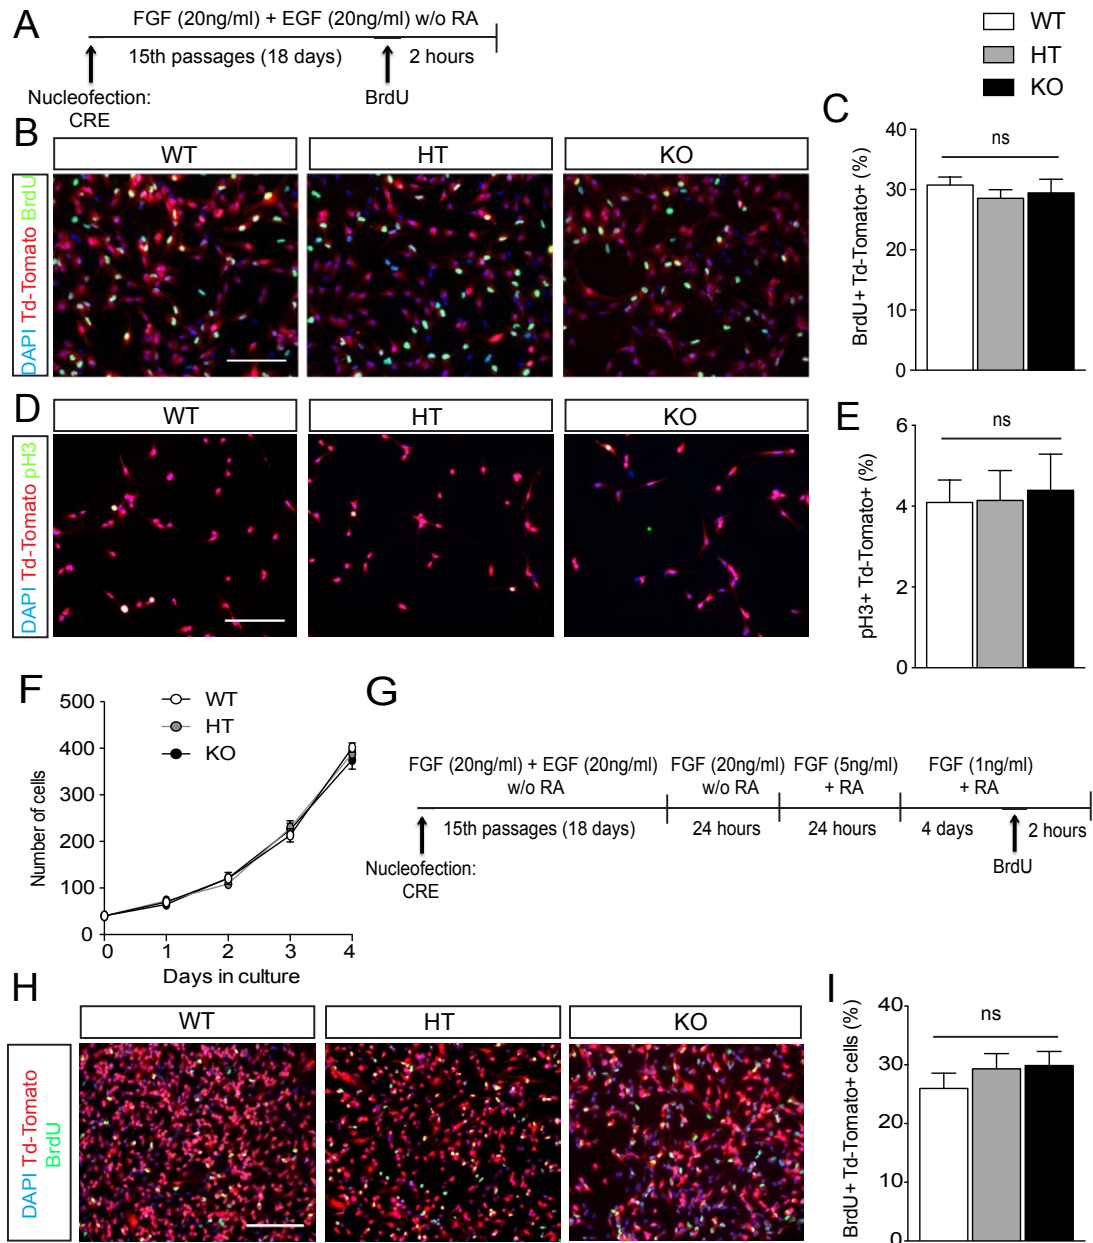 A
FGF (20ng/ml) + EGF (20ng/ml) w/o RA
15th passages (18 days)
2 hours
Nucleofection:
CRE
BrdU
WT
HT
KO
B
WT
HT
KO
DAPI Td-Tomato BrdU
C
BrdU+ Td-Tomato+ (%)
40
30
20
10
0
ns
D
WT
HT
KO
DAPI Td-Tomato pH3
E
pH3+ Td-Tomato+ (%)
6
4
2
0
ns
F
WT
HT
KO
Number of cells
500
400
300
200
100
0
0 1 2 3 4
Days in culture
G
FGF (20ng/ml) + EGF (20ng/ml)
w/o RA
FGF (20ng/ml)
w/o RA
FGF (5ng/ml)
+ RA
FGF (1ng/ml)
+ RA
15th passages (18 days)
24 hours
24 hours
4 days
2 hours
Nucleofection:
CRE
BrdU
H
WT
HT
KO
DAPI Td-Tomato
BrdU
I
BrdU+ Td-Tomato+ cells (%)
40
30
20
10
0
ns